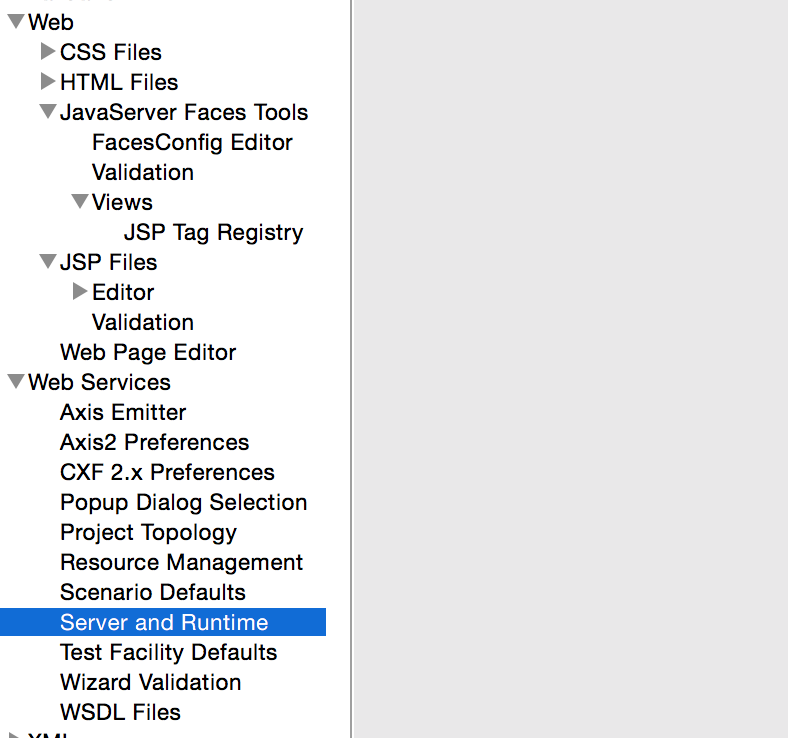 Web
CSS Files
HTML Files
JavaServer Faces Tools
FacesConfig Editor
Validation
Views
JSP Tag Registry
JSP Files
Editor
Validation
Web Page Editor
Web Services
Axis Emitter
Axis2 Preferences
CXF 2.x Preferences
Popup Dialog Selection
Project Topology
Resource Management
Scenario Defaults
Server and Runtime
Test Facility Defaults
Wizard Validation
WSDL Files
XML